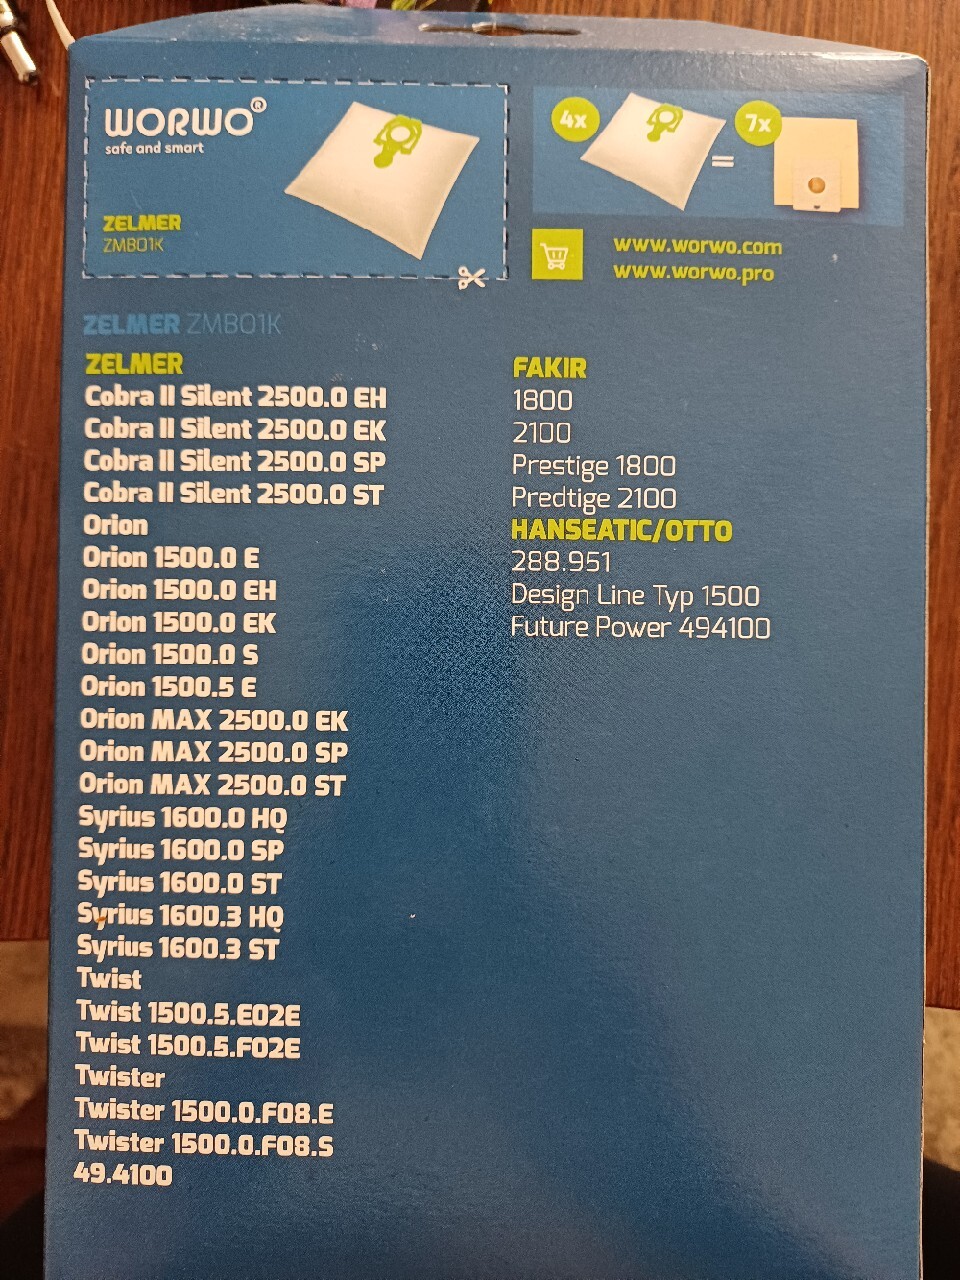 WORWO®
safe and smart
ZELMER
ZMB01K
4x
=
7x
www.worwo.com
www.worwo.pro
ZELMER ZMB01K
ZELMER
Cobra II Silent 2500.0 EH
Cobra II Silent 2500.0 EK
Cobra II Silent 2500.0 SP
Cobra II Silent 2500.0 ST
Orion
Orion 1500.0 E
Orion 1500.0 EH
Orion 1500.0 EK
Orion 1500.0 S
Orion 1500.5 E
Orion MAX 2500.0 EK
Orion MAX 2500.0 SP
Orion MAX 2500.0 ST
Syrius 1600.0 HQ
Syrius 1600.0 SP
Syrius 1600.0 ST
Syrius 1600.3 HQ
Syrius 1600.3 ST
Twist
Twist 1500.5.E02E
Twist 1500.5.F02E
Twister
Twister 1500.0.F08.E
Twister 1500.0.F08.S
49.4100
FAKIR
1800
2100
Prestige 1800
Predtige 2100
HANSEATIC/OTTO
288.951
Design Line Typ 1500
Future Power 494100